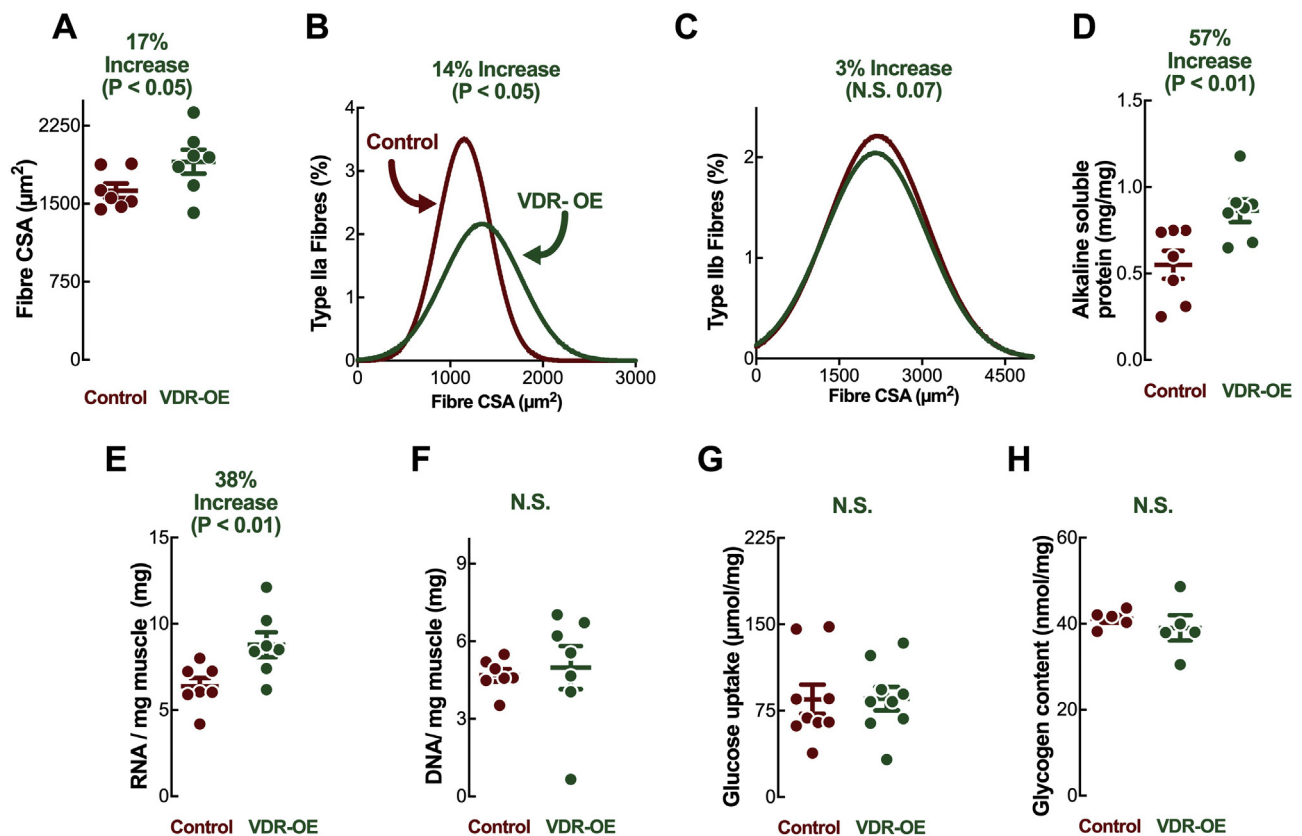 A
17%
Increase
(P < 0.05)
Fibre CSA (µm²)
2250
1500
750
0
Control VDR-OE
B
14% Increase
(P < 0.05)
Type IIa Fibres (%)
4
3
2
1
0
Control
VDR- OE
0 1000 2000 3000
Fibre CSA (µm²)
C
3% Increase
(N.S. 0.07)
Type IIb Fibres (%)
2
1
0
0 1500 3000 4500
Fibre CSA (µm²)
D
57%
Increase
(P < 0.01)
Alkaline soluble
protein (mg/mg)
1.5
1.0
0.5
0.0
Control VDR-OE
E
38%
Increase
(P < 0.01)
RNA / mg muscle (mg)
15
10
5
0
Control VDR-OE
F
N.S.
DNA/ mg muscle (mg)
9
6
3
0
Control VDR-OE
G
N.S.
Glucose uptake (µmol/mg)
225
150
75
0
Control VDR-OE
H
N.S.
Glycogen content (nmol/mg)
60
40
20
0
Control VDR-OE